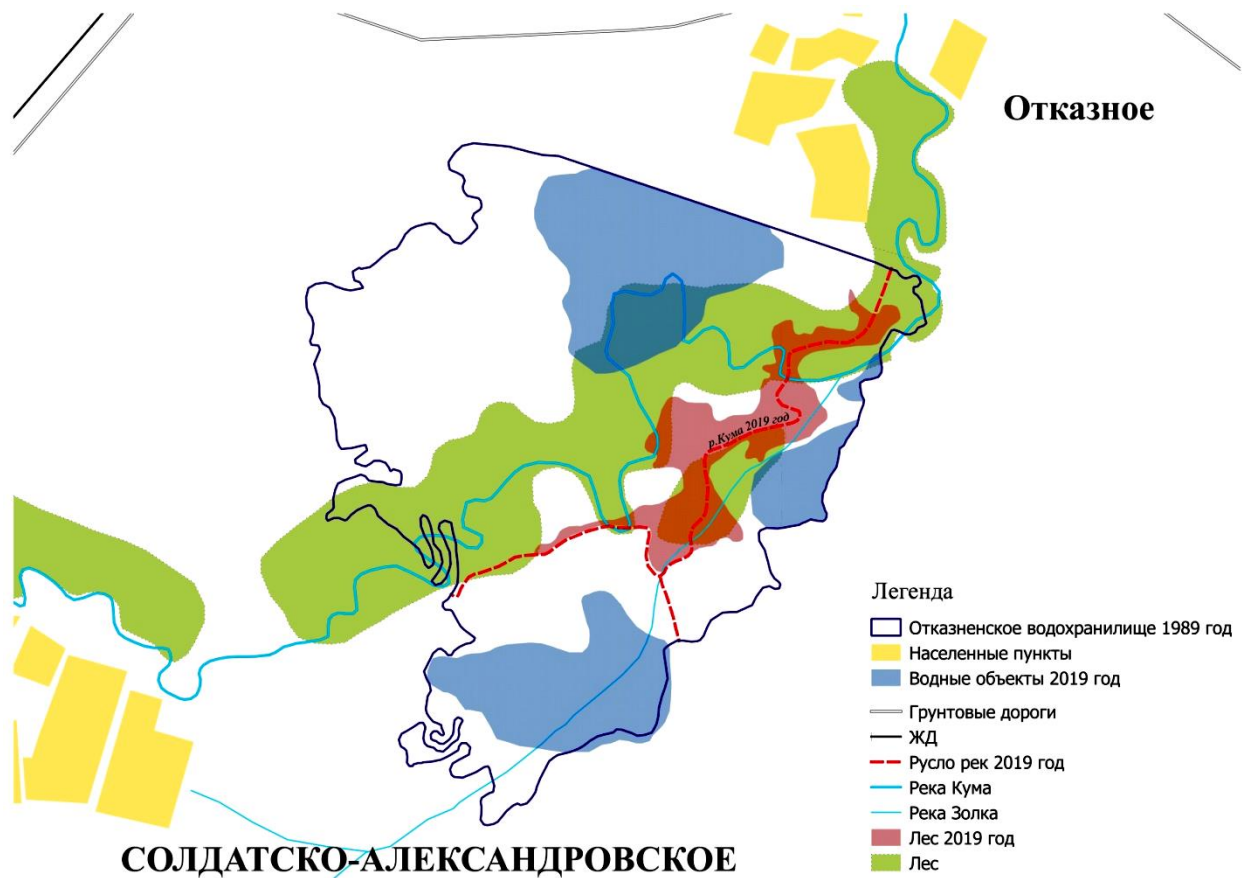 Отказное
р.Кума 2019 год
Легенда
Отказненское водохранилище 1989 год
Населенные пункты
Водные объекты 2019 год
Грунтовые дороги
ЖД
Русло рек 2019 год
Река Кума
Река Золка
Лес 2019 год
Лес
СОЛДАТСКО-АЛЕКСАНДРОВСКОЕ